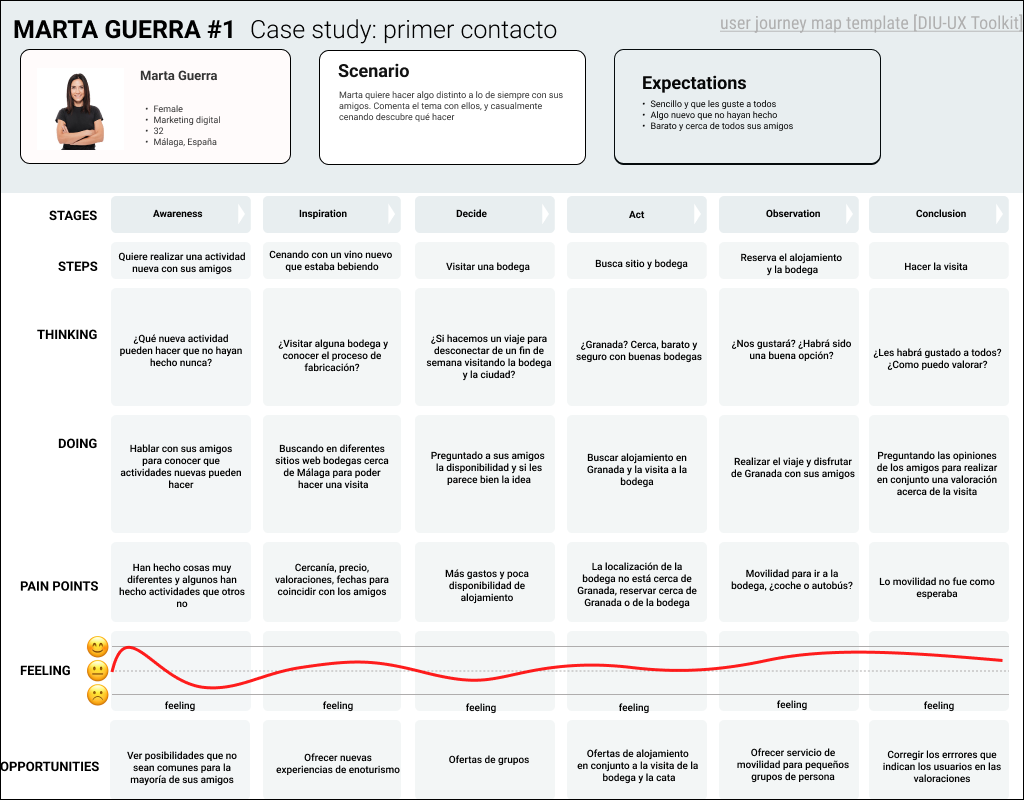 MARTA GUERRA #1 Case study: primer contacto
user journey map template [DIU-UX Toolkit]
Marta Guerra
• Female
• Marketing digital
• 32
• Málaga, España
Scenario
Marta quiere hacer algo distinto a lo de siempre con sus
amigos. Comenta el tema con ellos, y casualmente
cenando descubre qué hacer
Expectations
• Sencillo y que les guste a todos
• Algo nuevo que no hayan hecho
• Barato y cerca de todos sus amigos
STAGES
Awareness
Inspiration
Decide
Act
Observation
Conclusion
STEPS
Quiere realizar una actividad
nueva con sus amigos
Cenando con un vino nuevo
que estaba bebiendo
Visitar una bodega
Busca sitio y bodega
Reserva el alojamiento
y la bodega
Hacer la visita
THINKING
¿Qué nueva actividad
pueden hacer que no hayan
hecho nunca?
¿Visitar alguna bodega y
conocer el proceso de
fabricación?
¿Si hacemos un viaje para
desconectar de un fin de
semana visitando la bodega
y la ciudad?
¿Granada? Cerca, barato y
seguro con buenas bodegas
¿Nos gustará? ¿Habrá sido
una buena opción?
¿Les habrá gustado a todos?
¿Como puedo valorar?
DOING
Hablar con sus amigos
para conocer que
actividades nuevas pueden
hacer
Buscando en diferentes
sitios web bodegas cerca
de Málaga para poder
hacer una visita
Preguntado a sus amigos
la disponibilidad y si les
parece bien la idea
Buscar alojamiento en
Granada y la visita a la
bodega
Realizar el viaje y disfrutar
de Granada con sus amigos
Preguntando las opiniones
de los amigos para realizar
en conjunto una valoración
acerca de la visita
PAIN POINTS
Han hecho cosas muy
diferentes y algunos han
hecho actividades que otros
no
Cercanía, precio,
valoraciones, fechas para
coincidir con los amigos
Más gastos y poca
disponibilidad de
alojamiento
La localización de la
bodega no está cerca de
Granada, reservar cerca de
Granada o de la bodega
Movilidad para ir a la
bodega, ¿coche o autobús?
Lo movilidad no fue como
esperaba
FEELING
feeling
feeling
feeling
feeling
feeling
feeling
OPPORTUNITIES
Ver posibilidades que no
sean comunes para la
mayoría de sus amigos
Ofrecer nuevas
experiencias de enoturismo
Ofertas de grupos
Ofertas de alojamiento
en conjunto a la visita de la
bodega y la cata
Ofrecer servicio de
movilidad para pequeños
grupos de persona
Corregir los errrores que
indican los usuarios en las
valoraciones